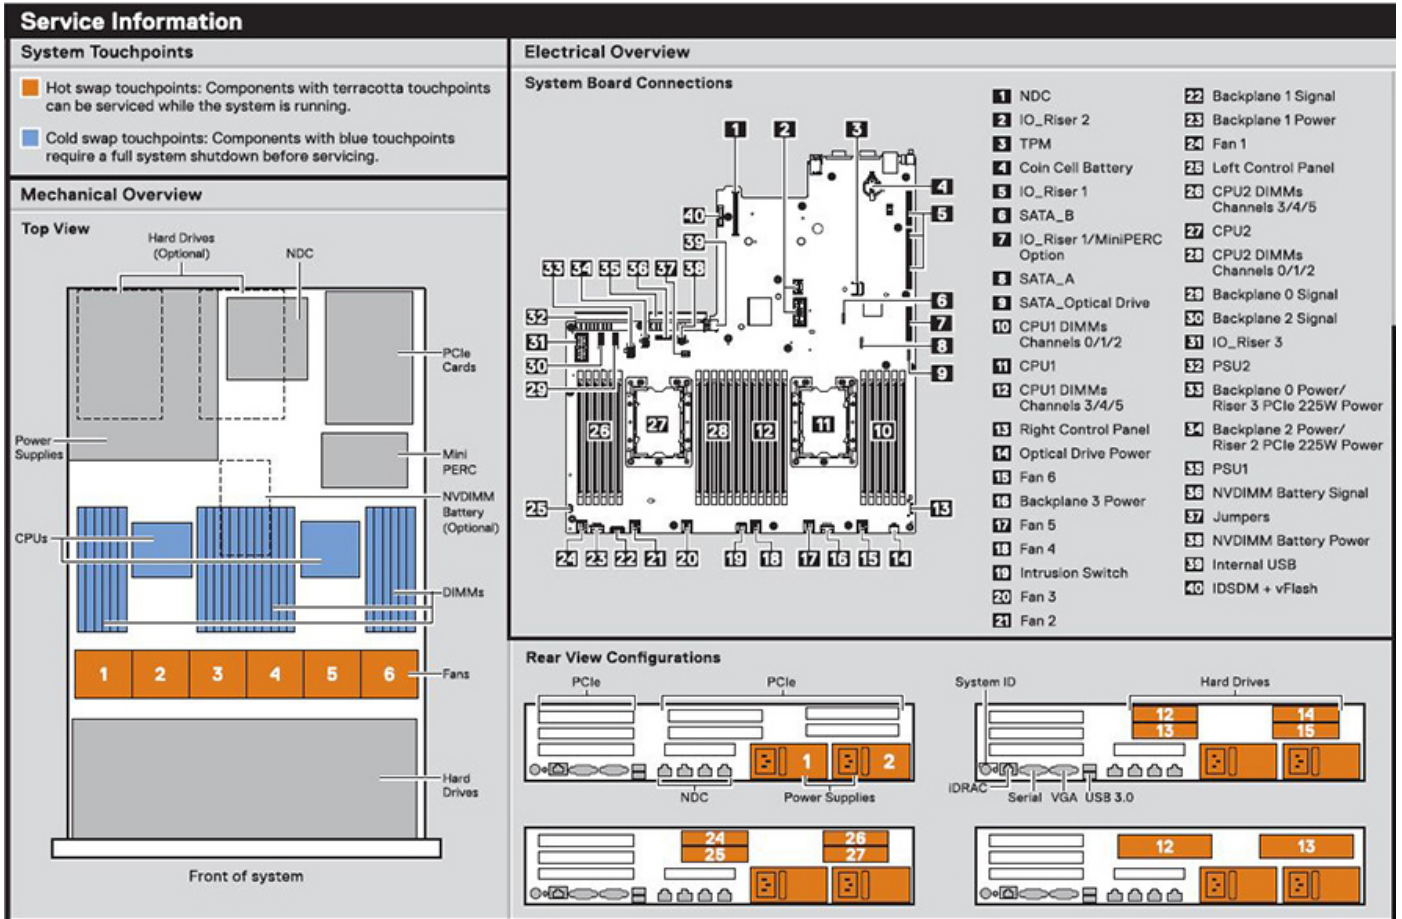 Service Information
System Touchpoints
Hot swap touchpoints: Components with terracotta touchpoints
can be serviced while the system is running.
Cold swap touchpoints: Components with blue touchpoints
require a full system shutdown before servicing.
Mechanical Overview
Top View
Hard Drives
(Optional)
NDC
PCIe
Cards
Power
Supplies
Mini
PERC
NVDIMM
Battery
(Optional)
CPUs
DIMMs
1 2 3 4 5 6
Fans
Hard
Drives
Front of system
Electrical Overview
System Board Connections
1 2 3
4
40 5
39
33 34 35 36 37 38
32 6
31 7
30 8
29 9
26 27 28 12 11 10
25 13
24 23 22 21 20 19 18 17 16 15 14
1 NDC
2 IO_Riser 2
3 TPM
4 Coin Cell Battery
5 IO_Riser 1
6 SATA_B
7 IO_Riser 1/MiniPERC
Option
8 SATA_A
9 SATA_Optical Drive
10 CPU1 DIMMs
Channels 0/1/2
11 CPU1
12 CPU1 DIMMs
Channels 3/4/5
13 Right Control Panel
14 Optical Drive Power
15 Fan 6
16 Backplane 3 Power
17 Fan 5
18 Fan 4
19 Intrusion Switch
20 Fan 3
21 Fan 2
22 Backplane 1 Signal
23 Backplane 1 Power
24 Fan 1
25 Left Control Panel
26 CPU2 DIMMs
Channels 3/4/5
27 CPU2
28 CPU2 DIMMs
Channels 0/1/2
29 Backplane 0 Signal
30 Backplane 2 Signal
31 IO_Riser 3
32 PSU2
33 Backplane 0 Power/
Riser 3 PCIe 225W Power
34 Backplane 2 Power/
Riser 2 PCIe 225W Power
35 PSU1
36 NVDIMM Battery Signal
37 Jumpers
38 NVDIMM Battery Power
39 Internal USB
40 IDSDM + vFlash
Rear View Configurations
PCIe PCIe
1 2
NDC Power Supplies
System ID Hard Drives
12 14
13 15
iDRAC
Serial VGA USB 3.0
24 26
25 27
12 13